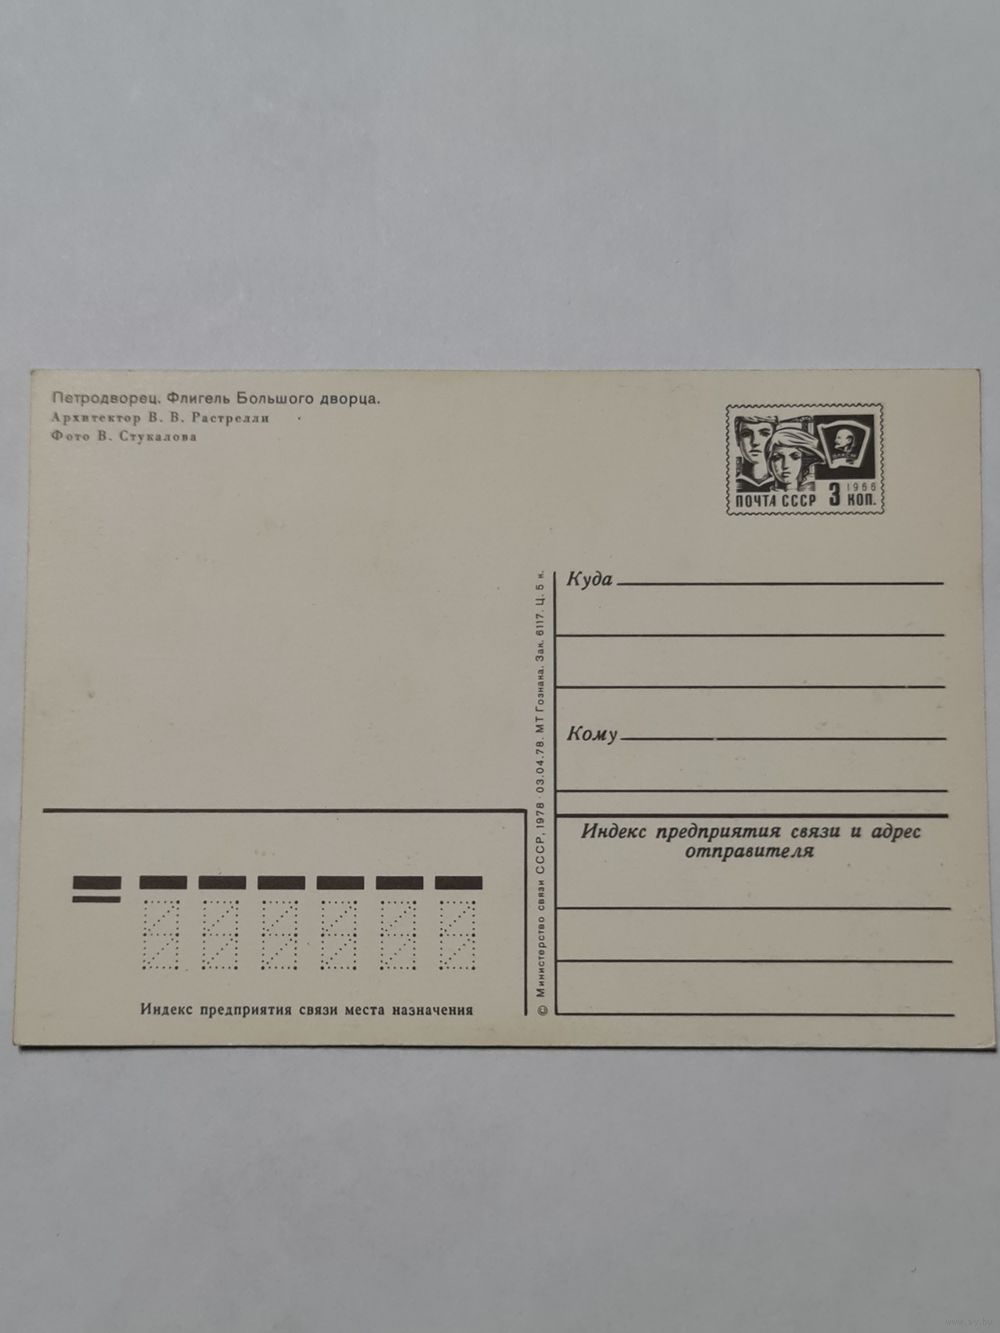 Петродворец. Флигель Большого дворца.
Архитектор В. В. Растрелли
Фото В. Стукалова
1966
ПОЧТА СССР 3 КОП.
Куда
Кому
Индекс предприятия связи и адрес
отправителя
© Министерство связи СССР, 1978 · 03.04.78. МТ Гознака. Зак. 6117. Ц. 5 к.
Индекс предприятия связи места назначения